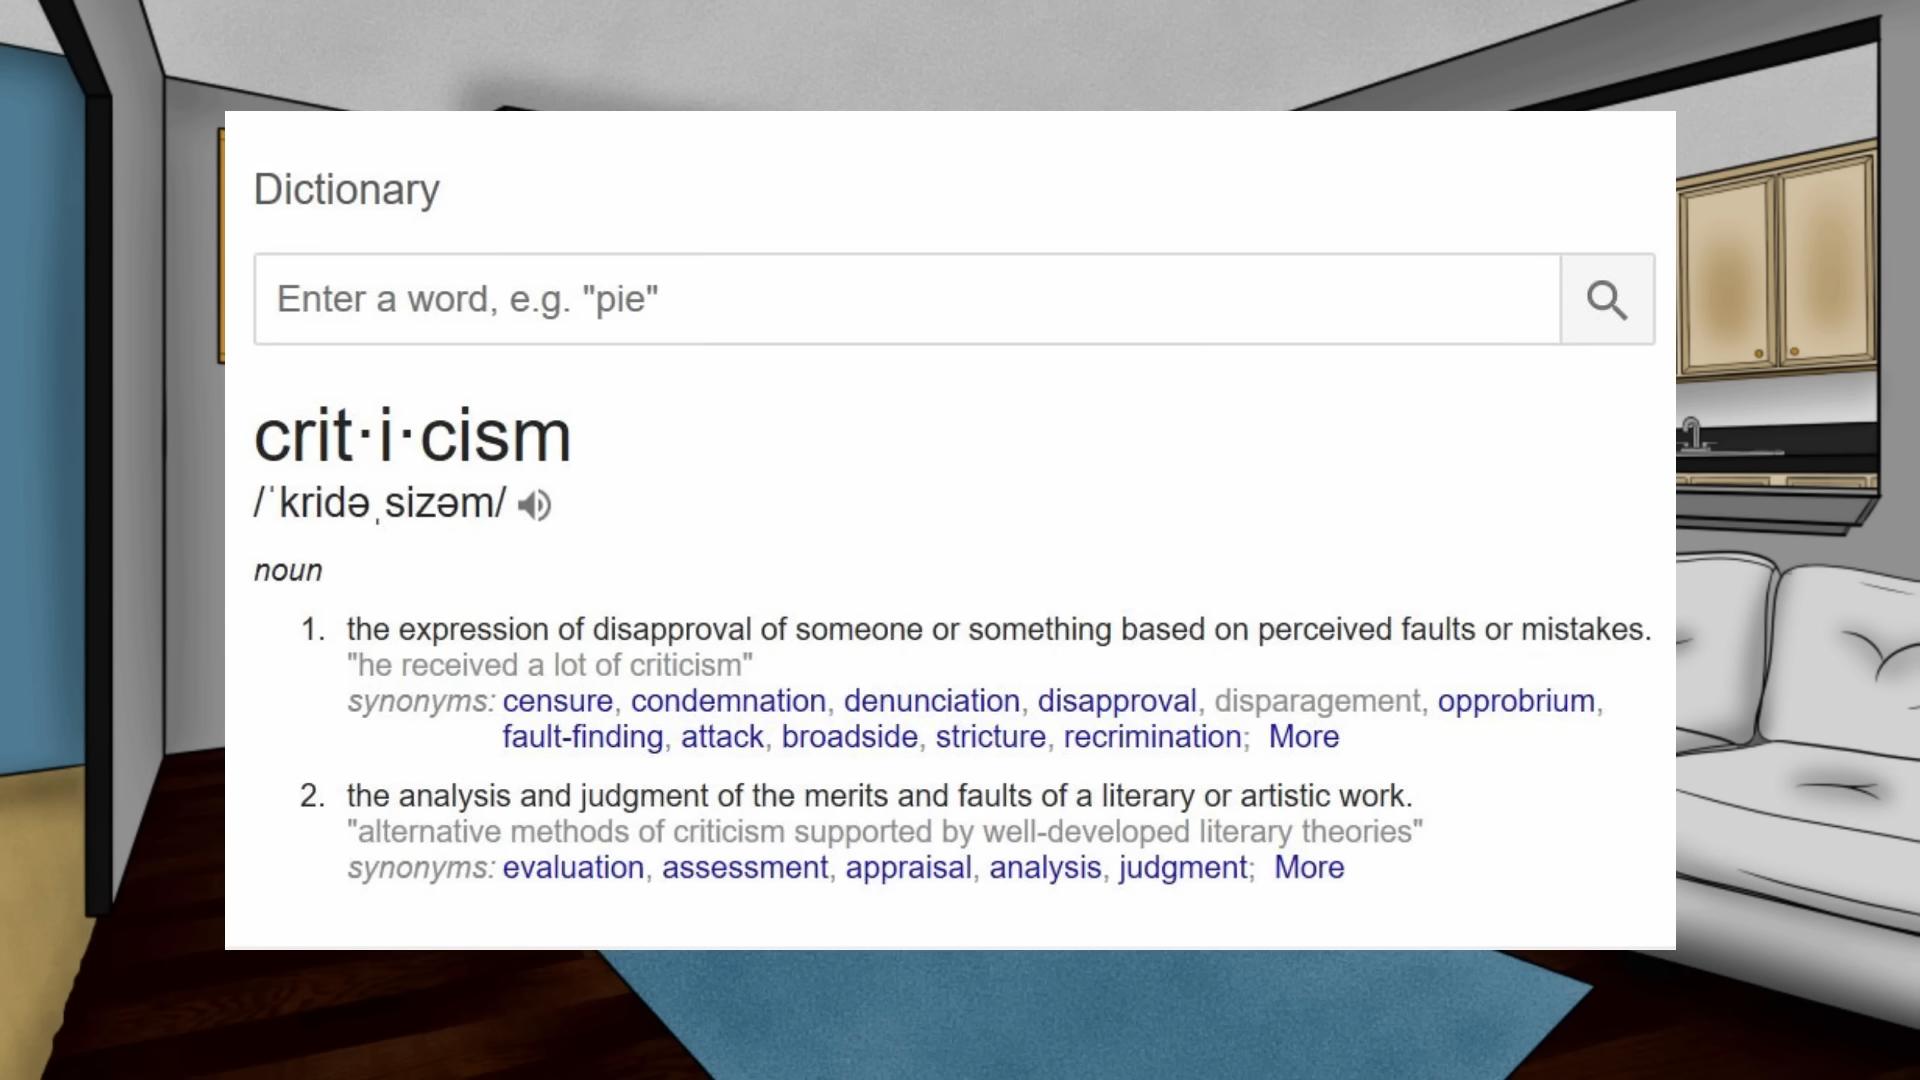 Dictionary
Enter a word, e.g. "pie"
crit·i·cism
/ˈkridəˌsizəm/
noun
1. the expression of disapproval of someone or something based on perceived faults or mistakes.
"he received a lot of criticism"
synonyms: censure, condemnation, denunciation, disapproval, disparagement, opprobrium,
fault-finding, attack, broadside, stricture, recrimination; More
2. the analysis and judgment of the merits and faults of a literary or artistic work.
"alternative methods of criticism supported by well-developed literary theories"
synonyms: evaluation, assessment, appraisal, analysis, judgment; More